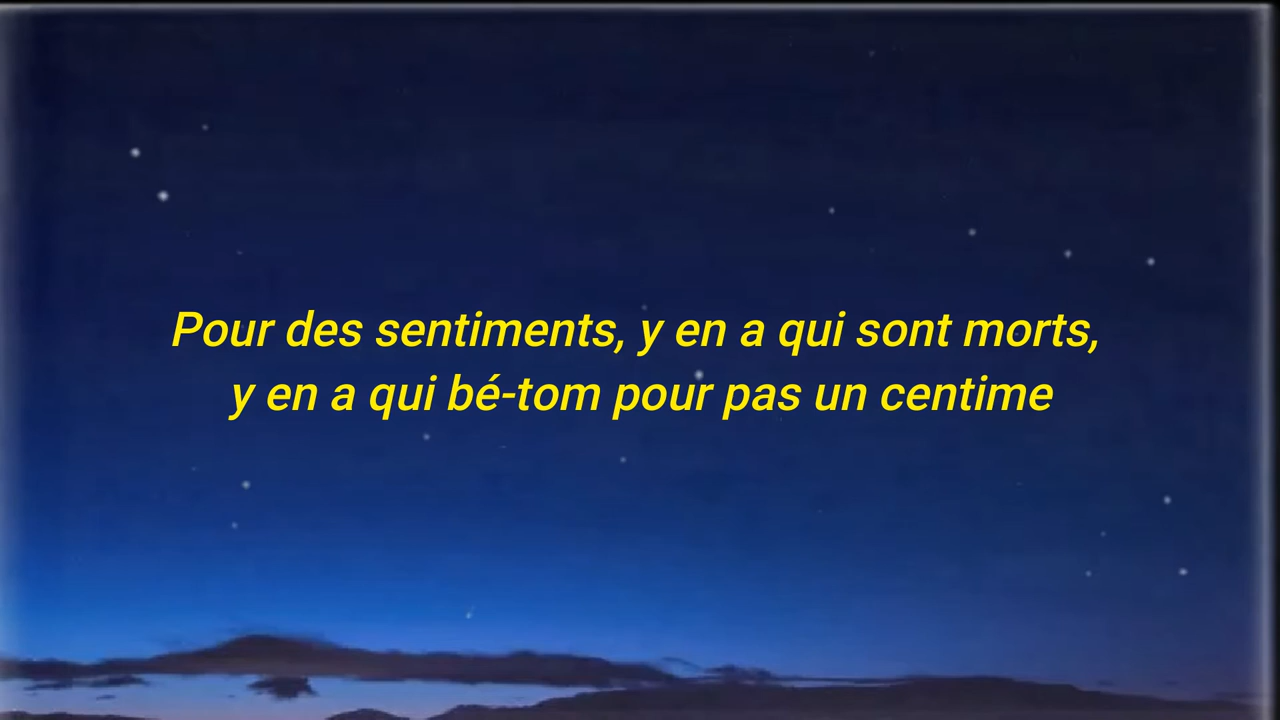 Pour des sentiments, y en a qui sont morts,
y en a qui bé-tom pour pas un centime